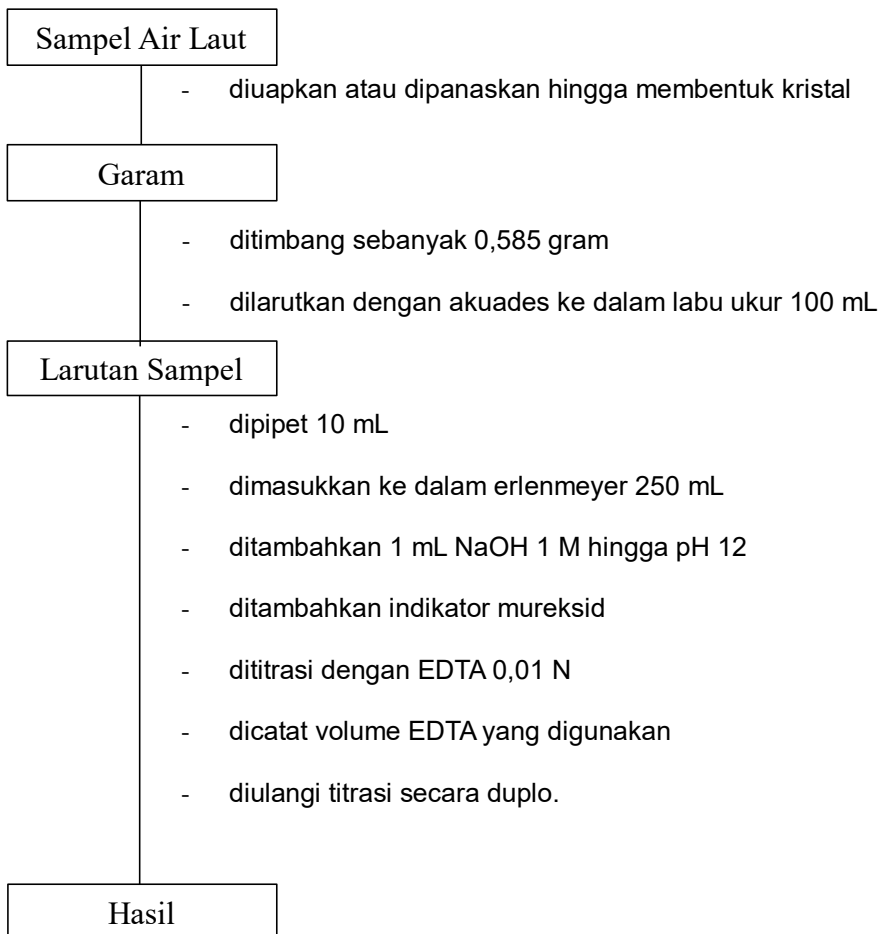 Sampel Air Laut
- diuapkan atau dipanaskan hingga membentuk kristal
Garam
- ditimbang sebanyak 0,585 gram
- dilarutkan dengan akuades ke dalam labu ukur 100 mL
Larutan Sampel
- dipipet 10 mL
- dimasukkan ke dalam erlenmeyer 250 mL
- ditambahkan 1 mL NaOH 1 M hingga pH 12
- ditambahkan indikator mureksid
- dititrasi dengan EDTA 0,01 N
- dicatat volume EDTA yang digunakan
- diulangi titrasi secara duplo.
Hasil